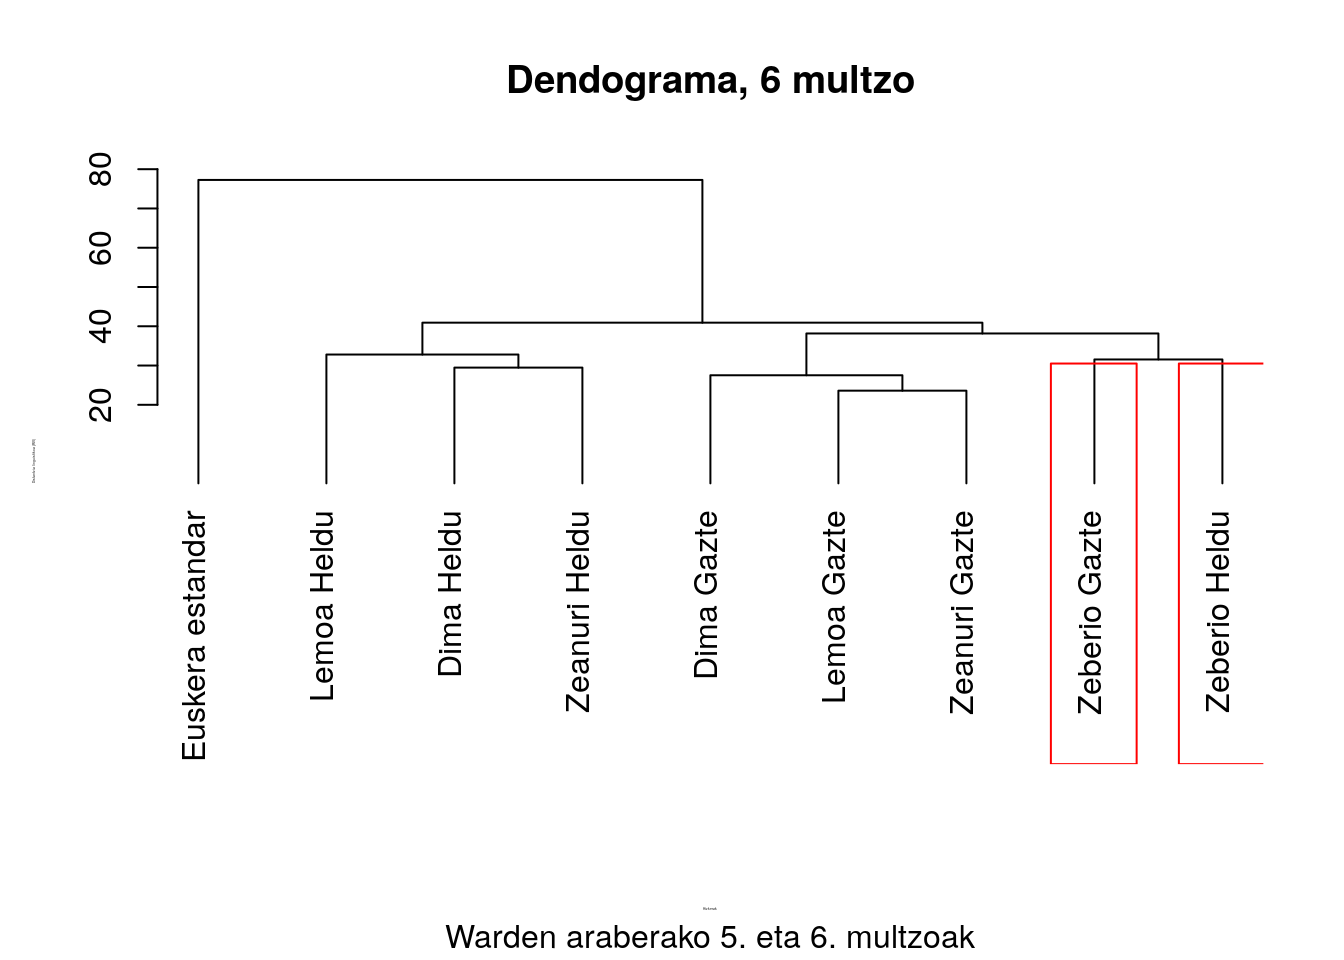 Dendograma, 6 multzo
80
60
40
20
Euskera estandar
Lemoa Heldu
Dima Heldu
Zeanuri Heldu
Dima Gazte
Lemoa Gazte
Zeanuri Gazte
Zeberio Gazte
Zeberio Heldu
Warden araberako 5. eta 6. multzoak